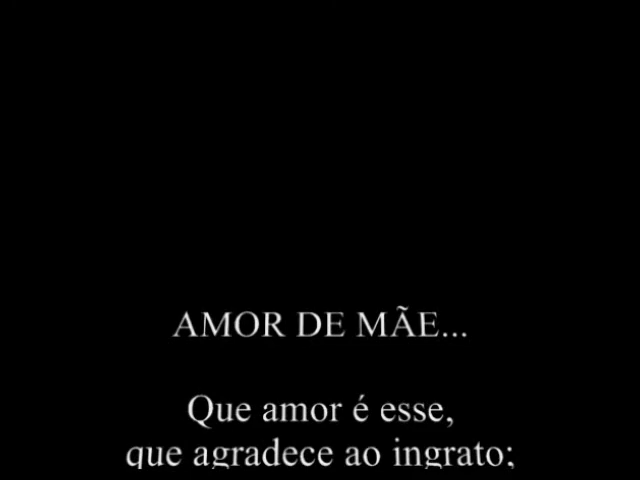 AMOR DE MÃE...
Que amor é esse,
que agradece ao ingrato;